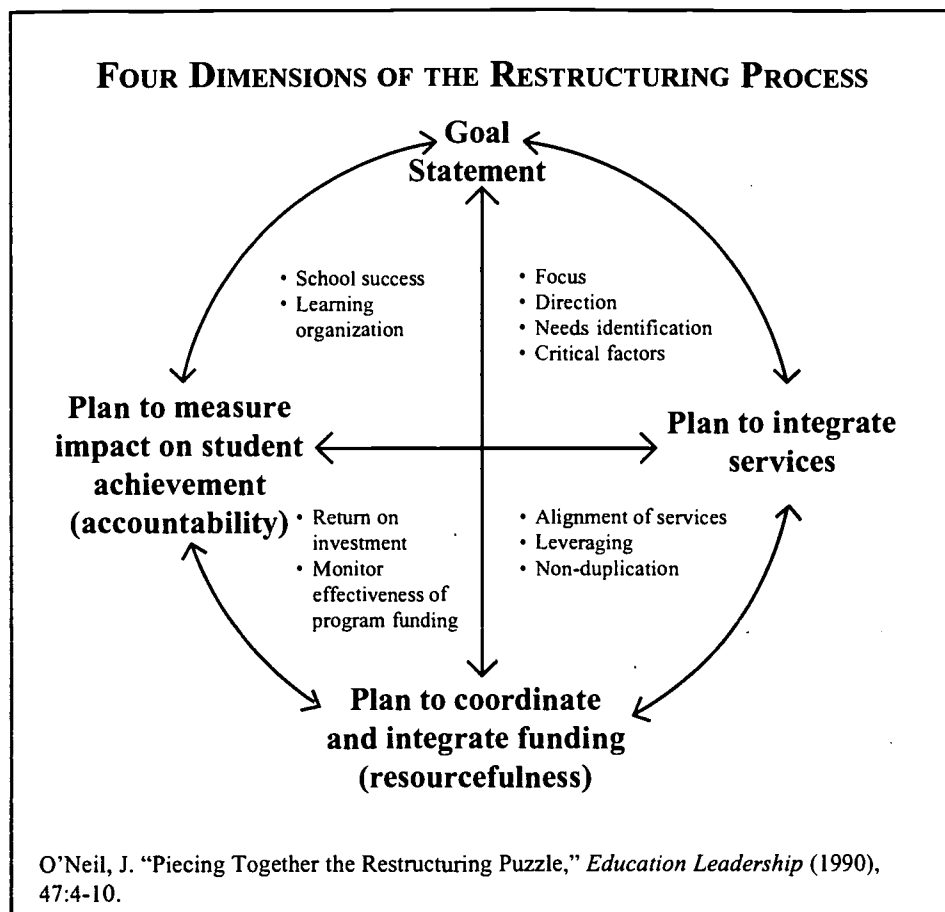 FOUR DIMENSIONS OF THE RESTRUCTURING PROCESS
Goal
Statement
• School success
• Learning
organization
• Focus
• Direction
• Needs identification
• Critical factors
Plan to measure
impact on student
achievement
(accountability)
Plan to integrate
services
• Return on
investment
• Monitor
effectiveness of
program funding
• Alignment of services
• Leveraging
• Non-duplication
Plan to coordinate
and integrate funding
(resourcefulness)
O'Neil, J. “Piecing Together the Restructuring Puzzle,” Education Leadership (1990),
47:4-10.